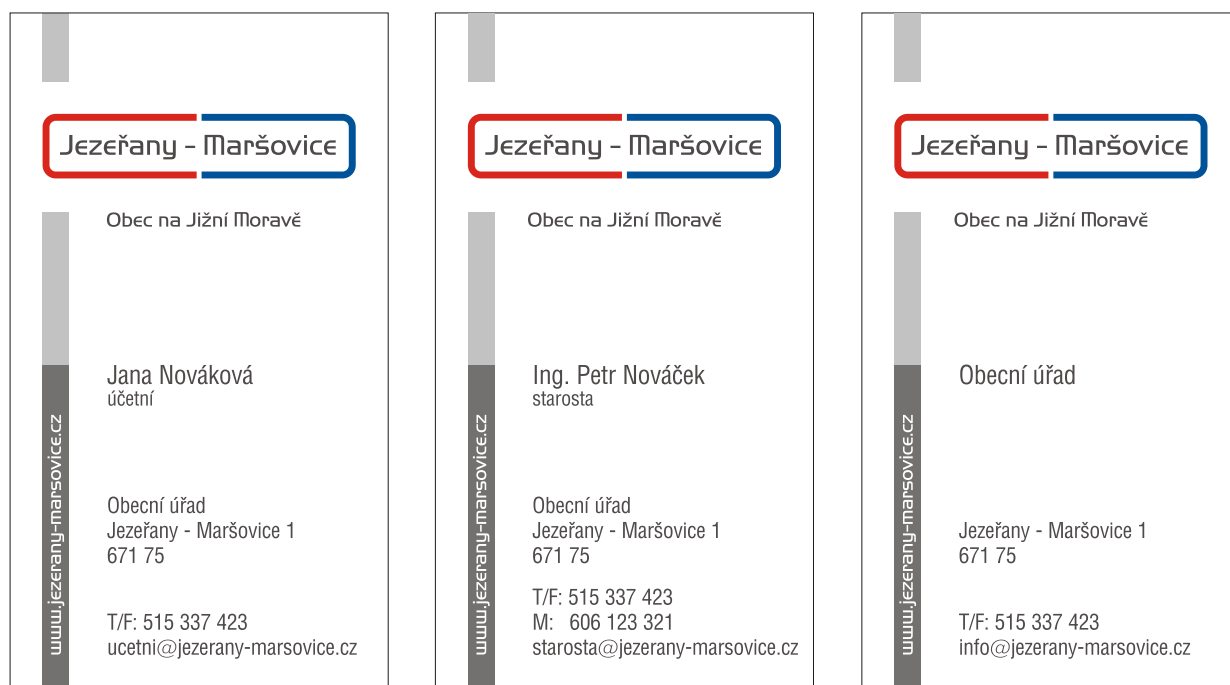 Jezeřany - Maršovice
Obec na Jižní Moravě
Jana Nováková
účetní
Obecní úřad
Jezeřany - Maršovice 1
671 75
T/F: 515 337 423
ucetni@jezerany-marsovice.cz
www.jezerany-marsovice.cz
Jezeřany - Maršovice
Obec na Jižní Moravě
Ing. Petr Nováček
starosta
Obecní úřad
Jezeřany - Maršovice 1
671 75
T/F: 515 337 423
M: 606 123 321
starosta@jezerany-marsovice.cz
www.jezerany-marsovice.cz
Jezeřany - Maršovice
Obec na Jižní Moravě
Obecní úřad
Jezeřany - Maršovice 1
671 75
T/F: 515 337 423
info@jezerany-marsovice.cz
www.jezerany-marsovice.cz